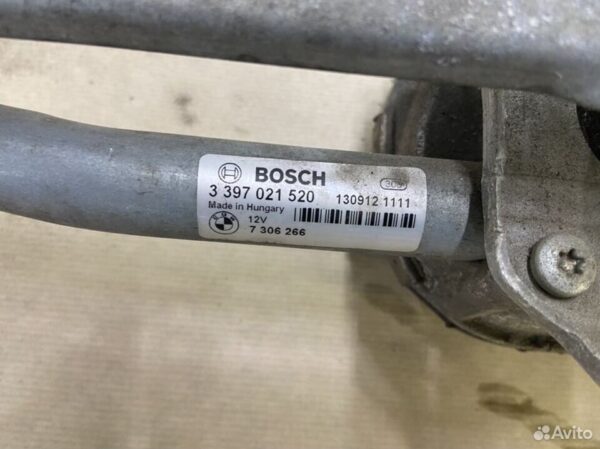 BOSCH
3 397 021 520 130912 1111
Made in Hungary
12V
7 306 266
Avito